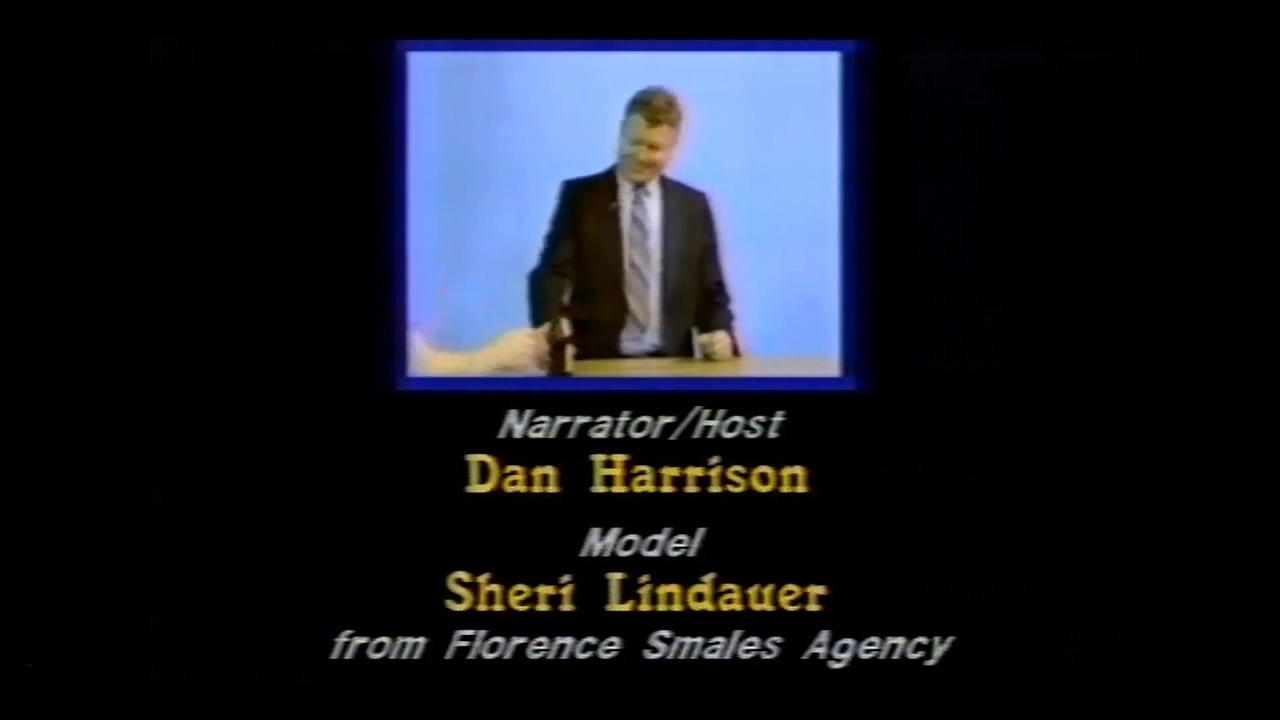 Narrator/Host
Dan Harrison
Model
Sheri Lindauer
from Florence Smales Agency